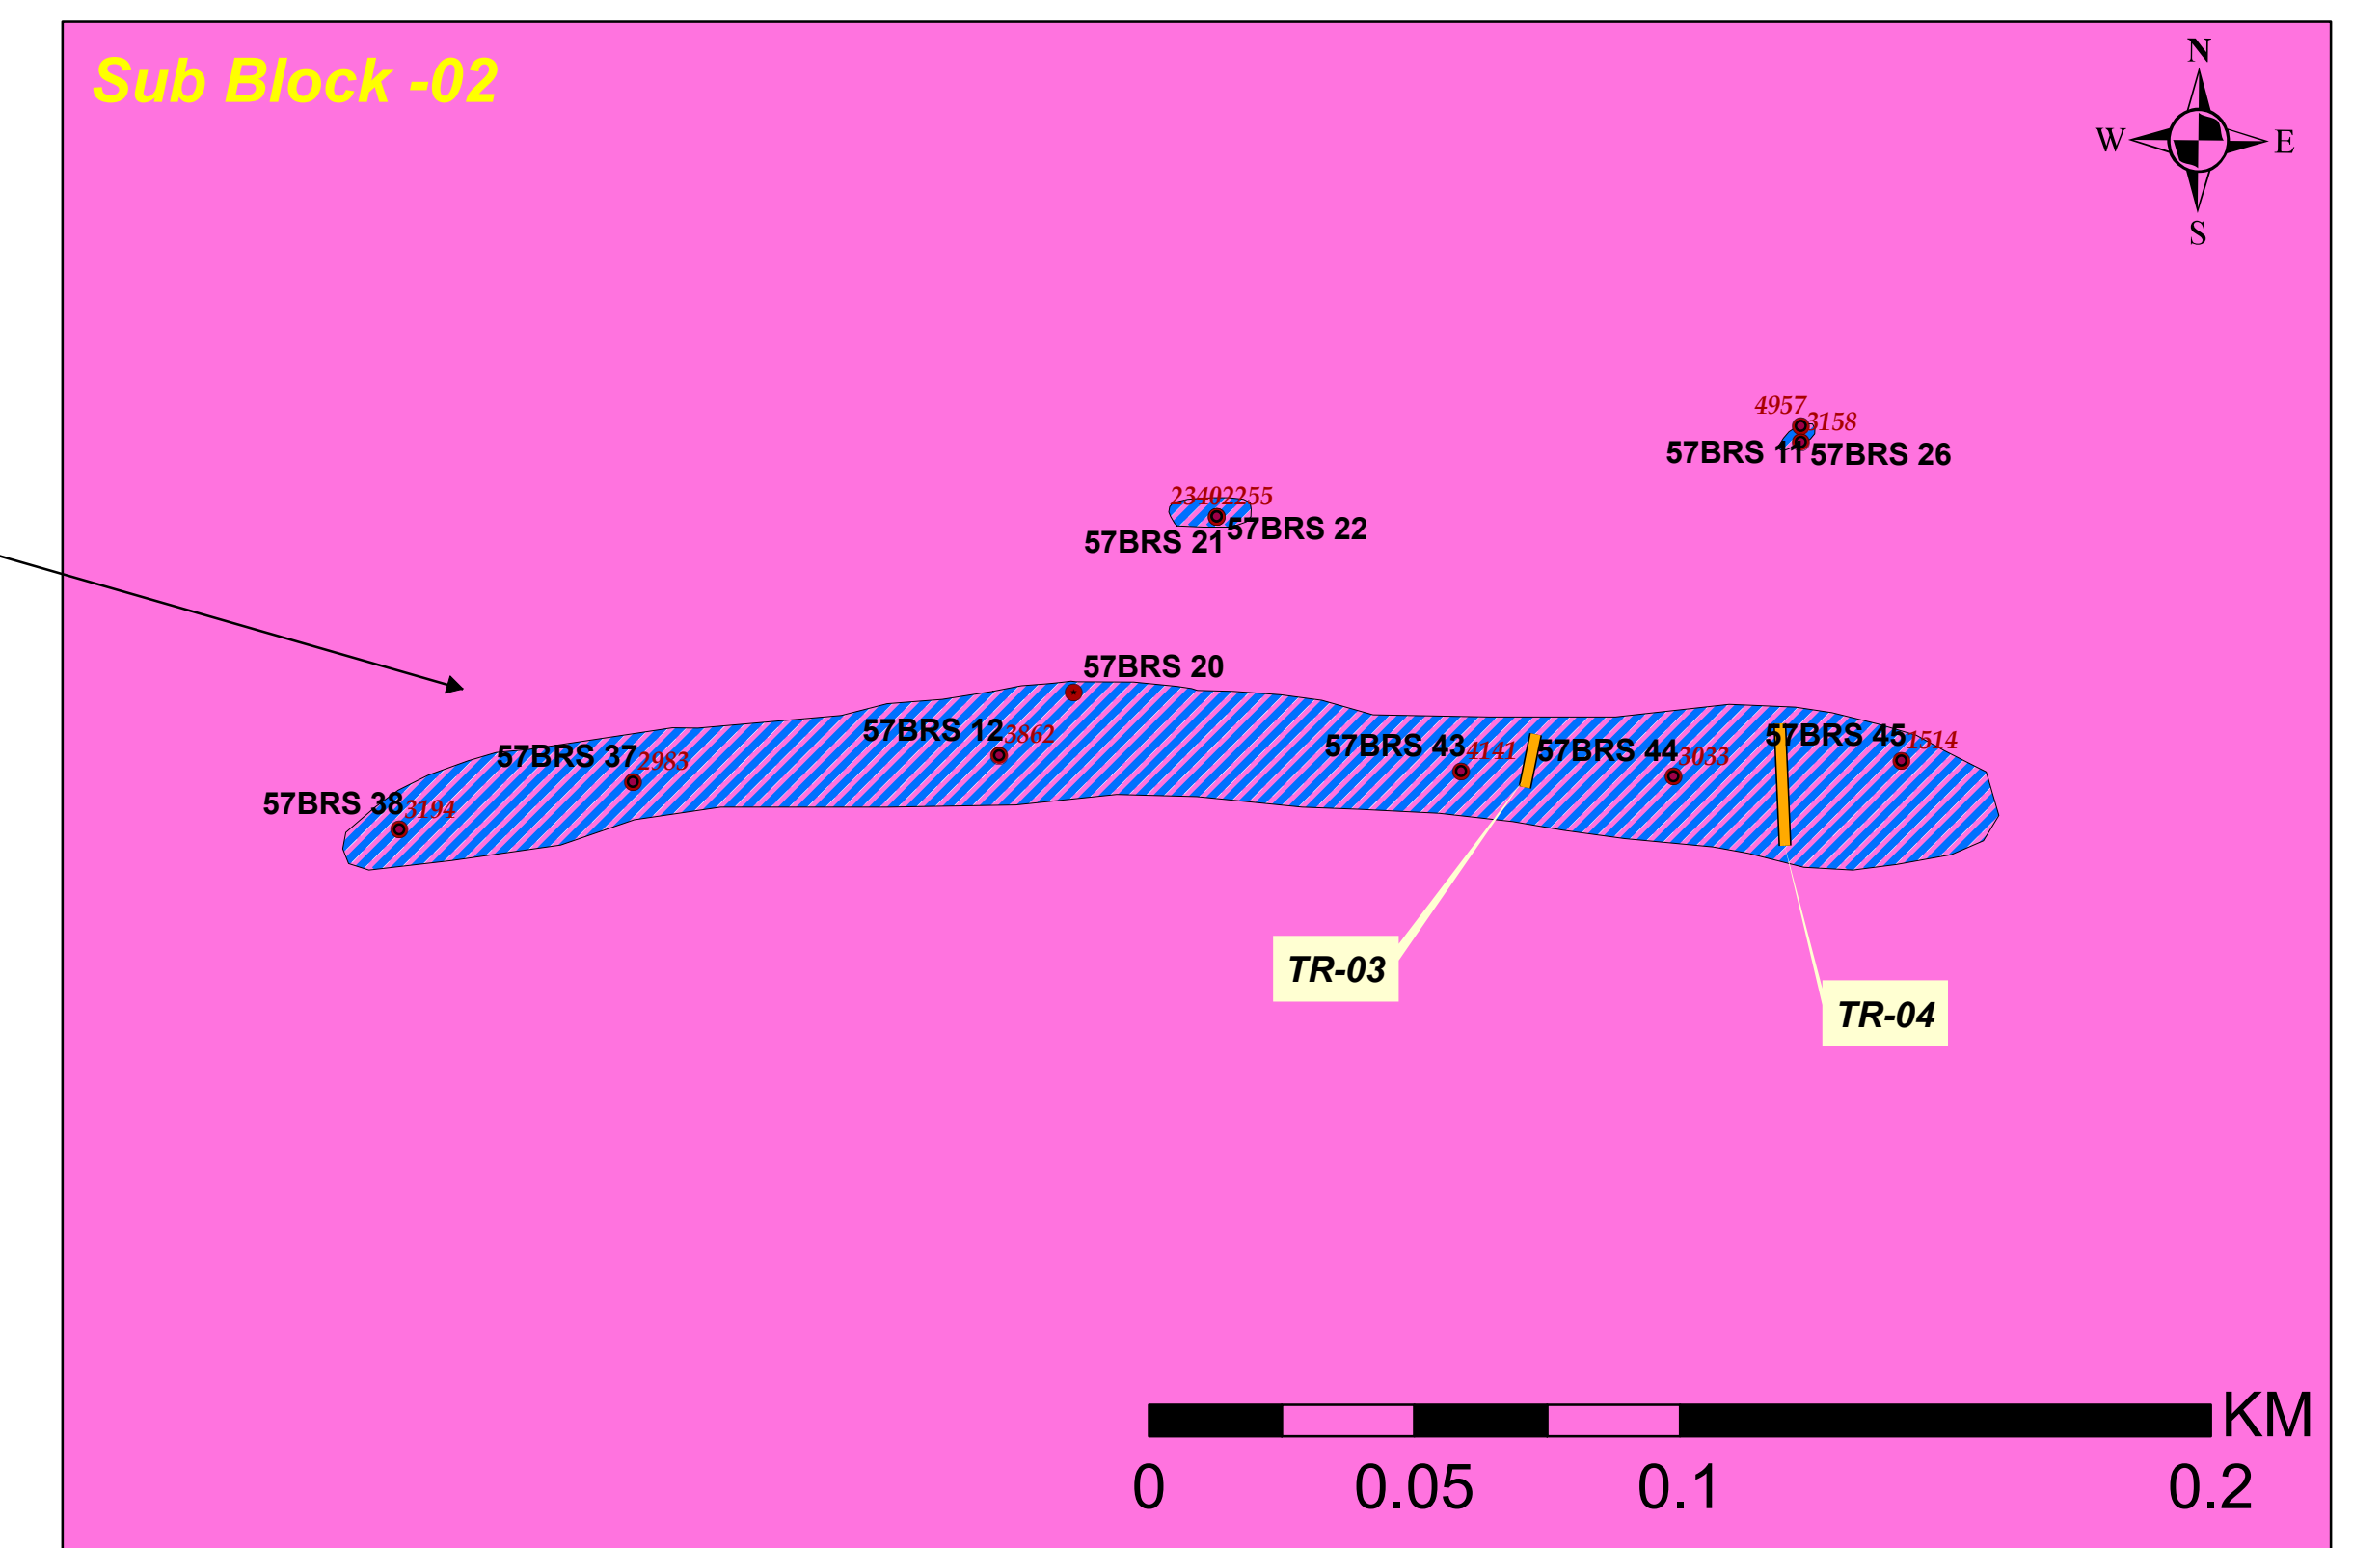 Sub Block -02
N
W E
S
4957
3158
57BRS 11
57BRS 26
23402255
57BRS 22
57BRS 21
57BRS 20
57BRS 12
3862
57BRS 43
4141
57BRS 44
3033
57BRS 45
1514
57BRS 37
2983
57BRS 38
3194
TR-03
TR-04
KM
0 0.05 0.1 0.2